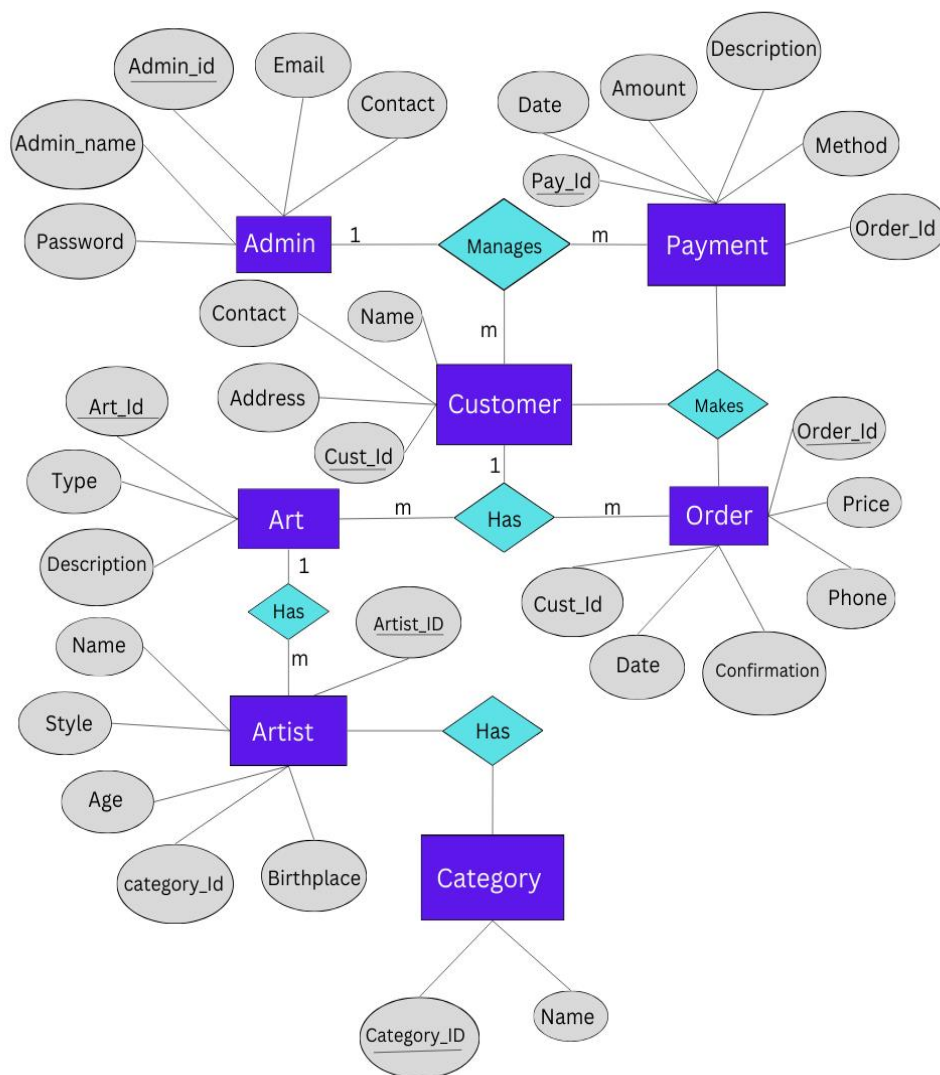 Description
Admin_id
Email
Contact
Date
Amount
Admin_name
Method
Pay_Id
Password
Admin
1
Manages
m
Payment
Order_Id
Contact
Name
m
Address
Customer
Makes
Art_Id
Cust_Id
1
Order_Id
Type
Art
m
Has
m
Order
Price
Description
1
Has
Cust_Id
Phone
Artist_ID
Name
m
Date
Confirmation
Style
Artist
Has
Age
category_Id
Birthplace
Category
Category_ID
Name